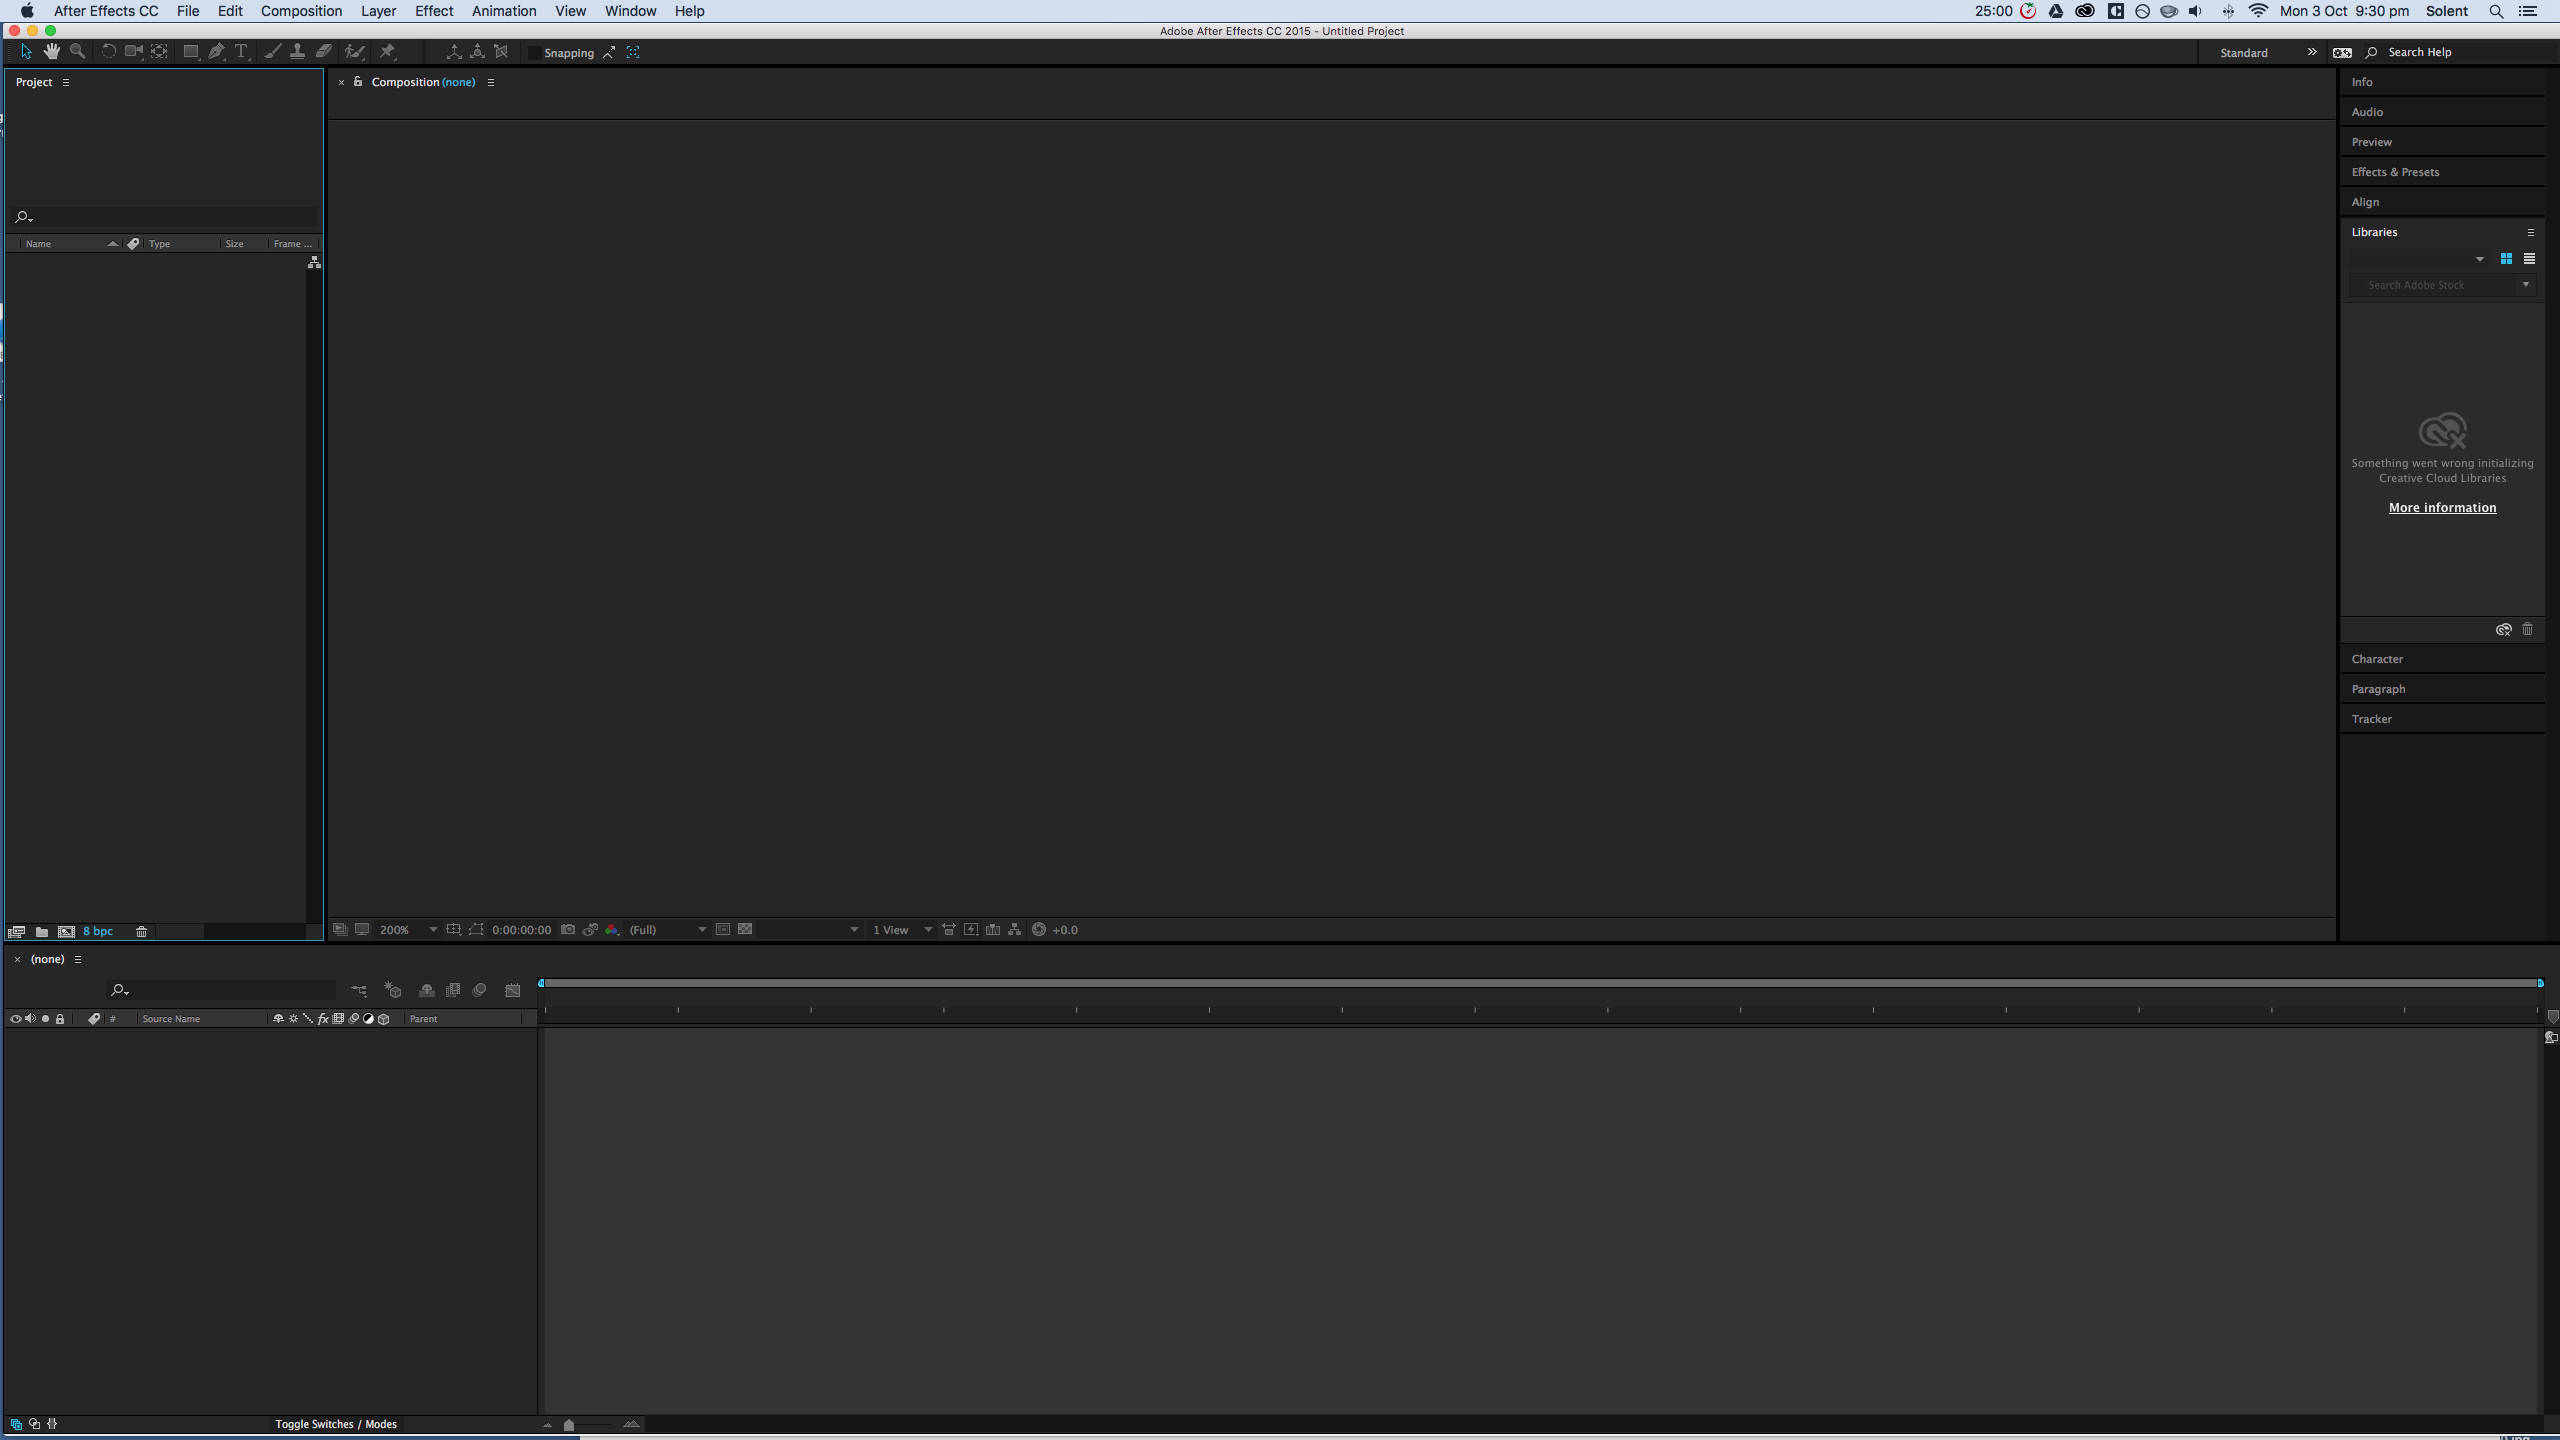 After Effects CC File Edit Composition Layer Effect Animation View Window Help 25:00 Mon 3 Oct 9:30 pm Solent
Adobe After Effects CC 2015 - Untitled Project
T Snapping Standard Search Help
Project
Composition (none)
Info
Audio
Preview
Effects & Presets
Align
Libraries
Search Adobe Stock
Something went wrong initializing
Creative Cloud Libraries
More information
Character
Paragraph
Tracker
Name Type Size Frame ...
8 bpc
200% 0:00:00:00 (Full) 1 View +0.0
(none)
# Source Name fx Parent
Toggle Switches / Modes